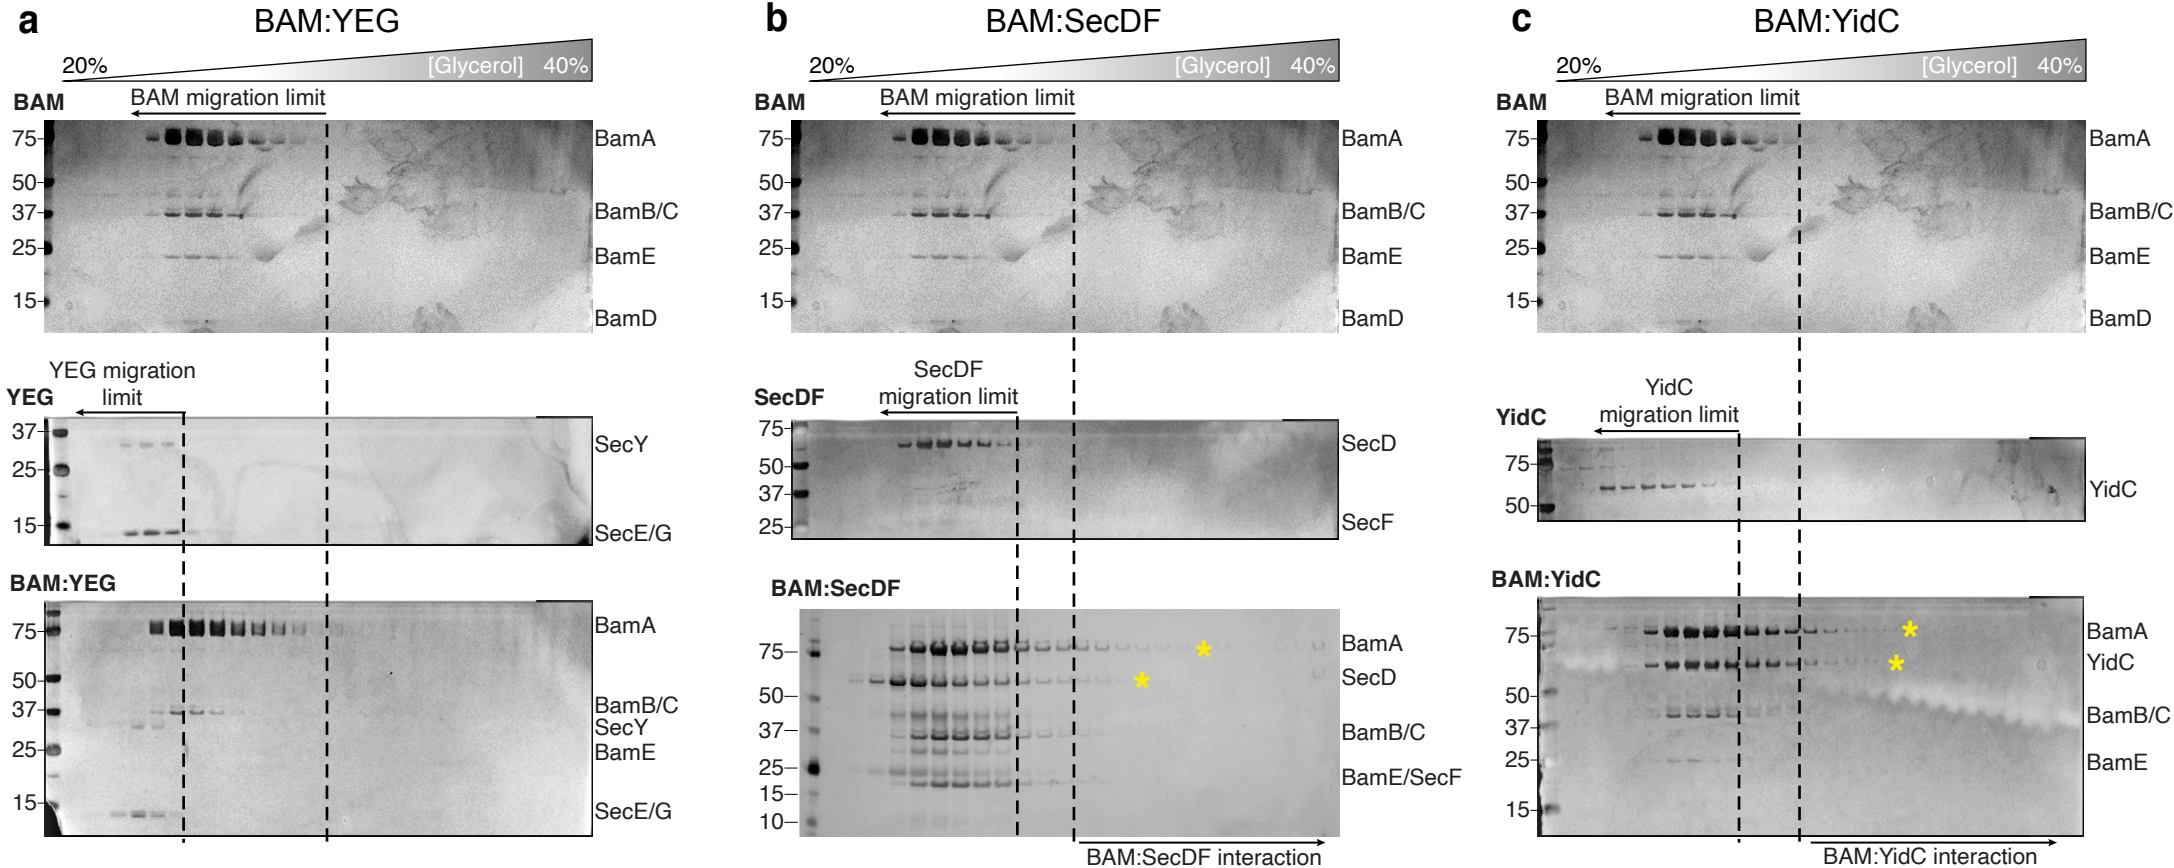 a
BAM:YEG
20%
[Glycerol]
40%
BAM
BAM migration limit
75
50
37
25
15
BamA
BamB/C
BamE
BamD
YEG migration
limit
YEG
37
25
15
SecY
SecE/G
BAM:YEG
75
50
37
25
15
BamA
BamB/C
SecY
BamE
SecE/G
b
BAM:SecDF
20%
[Glycerol]
40%
BAM
BAM migration limit
75
50
37
25
15
BamA
BamB/C
BamE
BamD
SecDF
migration limit
SecDF
75
50
37
25
SecD
SecF
BAM:SecDF
75
50
37
25
15
10
BamA
SecD
BamB/C
BamE/SecF
*
*
BAM:SecDF interaction
c
BAM:YidC
20%
[Glycerol]
40%
BAM
BAM migration limit
75
50
37
25
15
BamA
BamB/C
BamE
BamD
YidC
migration limit
YidC
75
50
YidC
BAM:YidC
75
50
37
25
15
BamA
YidC
BamB/C
BamE
*
*
BAM:YidC interaction